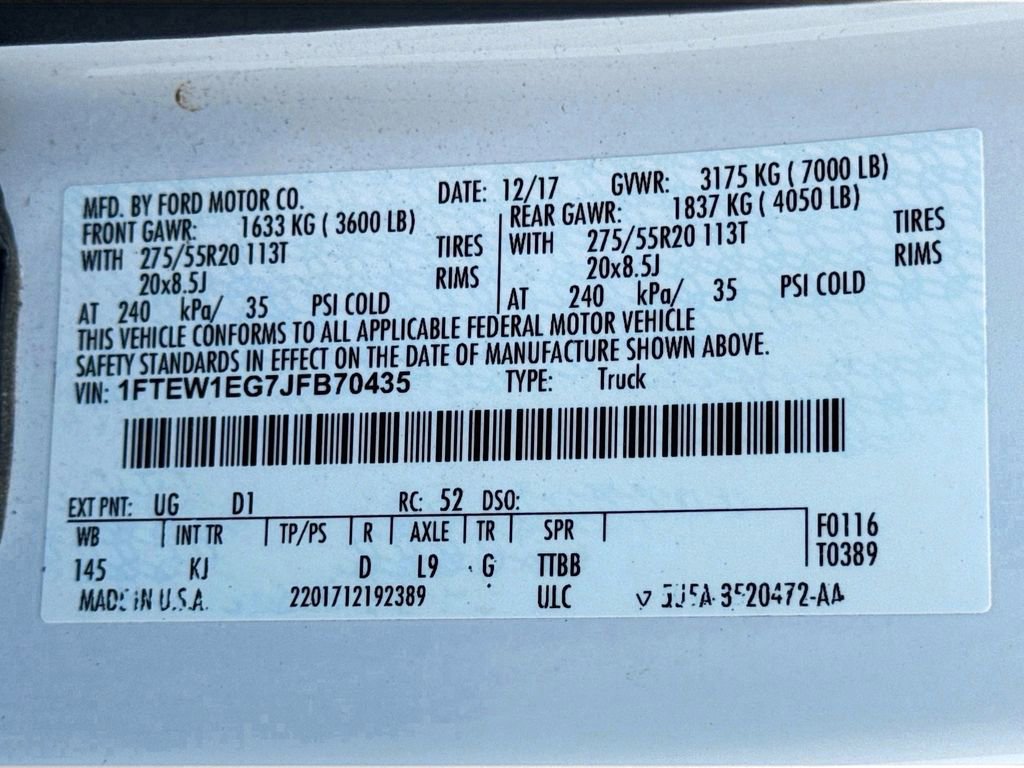 MFD. BY FORD MOTOR CO. DATE: 12/17 GVWR: 3175 KG ( 7000 LB)
FRONT GAWR: 1633 KG ( 3600 LB) REAR GAWR: 1837 KG ( 4050 LB)
WITH 275/55R20 113T TIRES WITH 275/55R20 113T TIRES
20x8.5J RIMS 20x8.5J RIMS
AT 240 kPa/ 35 PSI COLD AT 240 kPa/ 35 PSI COLD
THIS VEHICLE CONFORMS TO ALL APPLICABLE FEDERAL MOTOR VEHICLE
SAFETY STANDARDS IN EFFECT ON THE DATE OF MANUFACTURE SHOWN ABOVE.
VIN: 1FTEW1EG7JFB70435 TYPE: Truck
EXT PNT: UG D1 RC: 52 DSO:
WB INT TR TP/PS R AXLE TR SPR F0116
145 KJ D L9 G TTBB T0389
MADE IN U.S.A. 2201712192389 ULC